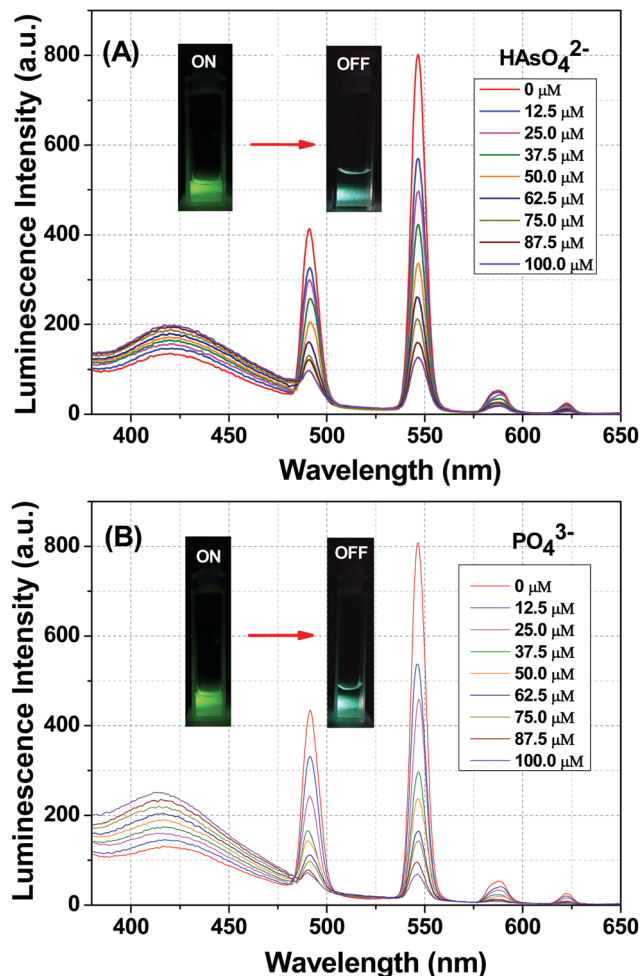 (A)
ON
OFF
HAsO₄²⁻
0 μM
12.5 μM
25.0 μM
37.5 μM
50.0 μM
62.5 μM
75.0 μM
87.5 μM
100.0 μM
Luminescence Intensity (a.u.)
800
600
400
200
0
400 450 500 550 600 650
Wavelength (nm)
(B)
ON
OFF
PO₄³⁻
0 μM
12.5 μM
25.0 μM
37.5 μM
50.0 μM
62.5 μM
75.0 μM
87.5 μM
100.0 μM
Luminescence Intensity (a.u.)
800
600
400
200
0
400 450 500 550 600 650
Wavelength (nm)